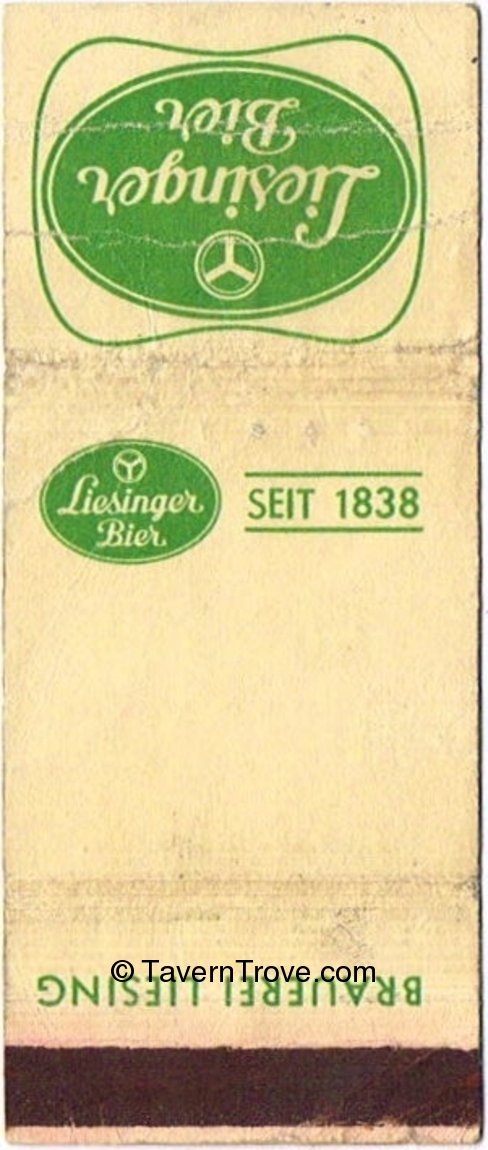 Liesinger
Bier
Liesinger
Bier
SEIT 1838
© TavernTrove.com
BRAUEREI LIESING